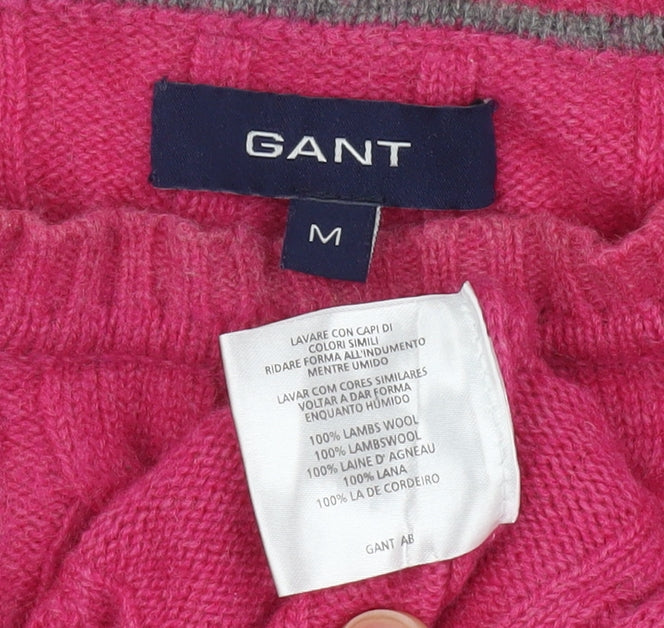 GANT
M
LAVARE CON CAPI DI
COLORI SIMILI
RIDARE FORMA ALL'INDUMENTO
MENTRE UMIDO
LAVAR COM CORES SIMILARES
VOLTAR A DAR FORMA
ENQUANTO HÚMIDO
100% LAMBS WOOL
100% LAMBSWOOL
100% LAINE D' AGNEAU
100% LANA
100% LA DE CORDEIRO
GANT AB